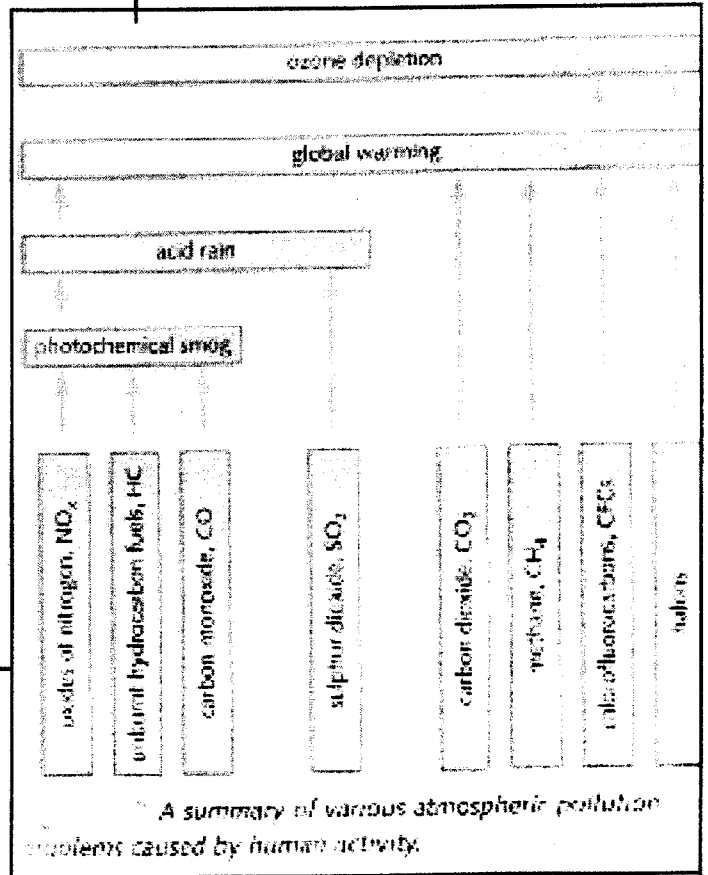 ozone depletion
global warming
acid rain
photochemical smog
oxides of nitrogen, NOₓ
unburnt hydrocarbon fuels, HC
carbon monoxide, CO
sulphur dioxide, SO₂
carbon dioxide, CO₂
methane, CH₄
chlorofluorocarbons, CFCs
halons
A summary of various atmospheric pollution
problems caused by human activity.